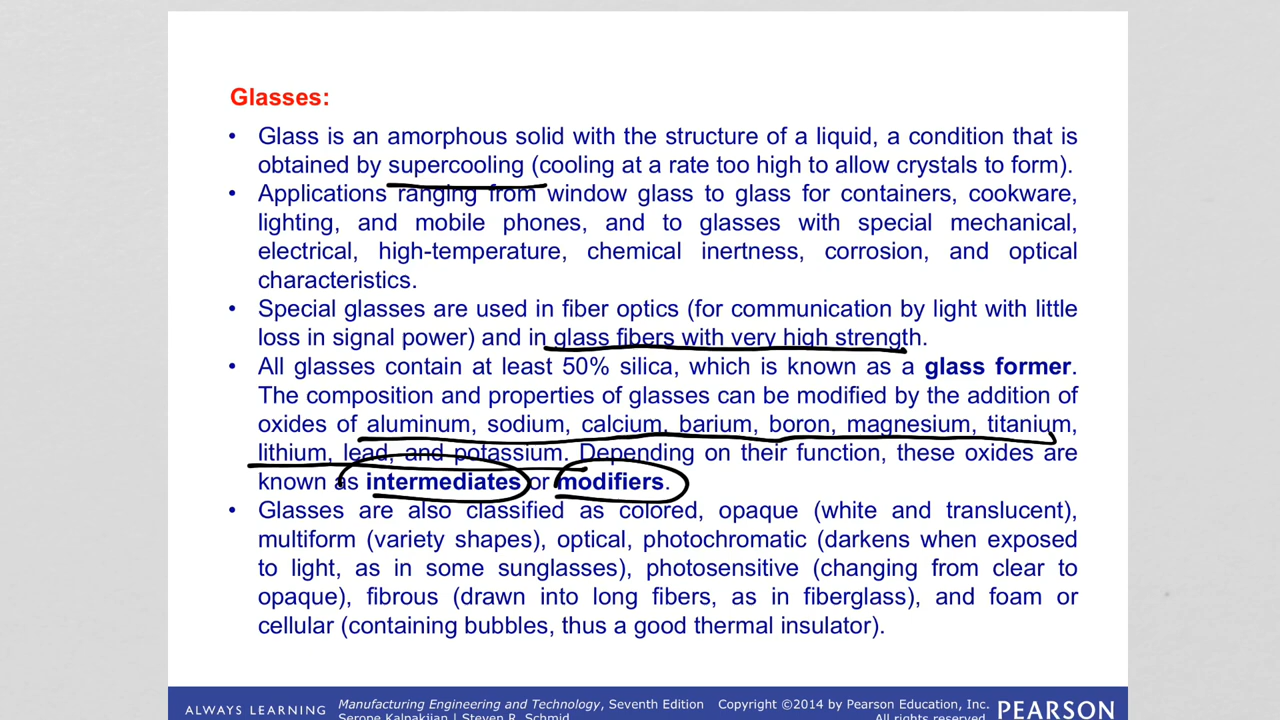 Glasses:
• Glass is an amorphous solid with the structure of a liquid, a condition that is
obtained by supercooling (cooling at a rate too high to allow crystals to form).
• Applications ranging from window glass to glass for containers, cookware,
lighting, and mobile phones, and to glasses with special mechanical,
electrical, high-temperature, chemical inertness, corrosion, and optical
characteristics.
• Special glasses are used in fiber optics (for communication by light with little
loss in signal power) and in glass fibers with very high strength.
• All glasses contain at least 50% silica, which is known as a glass former.
The composition and properties of glasses can be modified by the addition of
oxides of aluminum, sodium, calcium, barium, boron, magnesium, titanium,
lithium, lead, and potassium. Depending on their function, these oxides are
known as intermediates or modifiers.
• Glasses are also classified as colored, opaque (white and translucent),
multiform (variety shapes), optical, photochromatic (darkens when exposed
to light, as in some sunglasses), photosensitive (changing from clear to
opaque), fibrous (drawn into long fibers, as in fiberglass), and foam or
cellular (containing bubbles, thus a good thermal insulator).
ALWAYS LEARNING
Manufacturing Engineering and Technology, Seventh Edition
Serope Kalpakjian | Steven R. Schmid
Copyright ©2014 by Pearson Education, Inc.
All rights reserved.
PEARSON